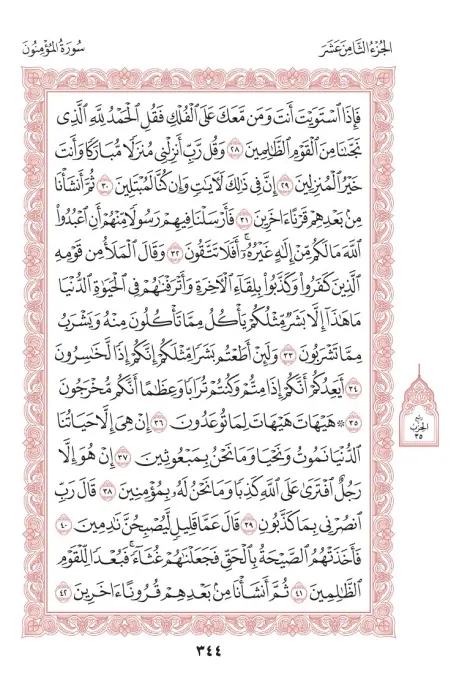 الجزء الثامن عشر
سورة المؤمنون
فَإِذَا ٱسْتَوَيْتَ أَنتَ وَمَن مَّعَكَ عَلَى ٱلْفُلْكِ فَقُلِ ٱلْحَمْدُ لِلَّهِ ٱلَّذِى
نَجَّىٰنَا مِنَ ٱلْقَوْمِ ٱلظَّٰلِمِينَ ٢٨ وَقُل رَّبِّ أَنزِلْنِى مُنزَلًا مُّبَارَكًا وَأَنتَ
خَيْرُ ٱلْمُنزِلِينَ ٢٩ إِنَّ فِى ذَٰلِكَ لَـَٔايَٰتٍ وَإِن كُنَّا لَمُبْتَلِينَ ٣٠ ثُمَّ أَنشَأْنَا
مِنۢ بَعْدِهِمْ قَرْنًا ءَاخَرِينَ ٣١ فَأَرْسَلْنَا فِيهِمْ رَسُولًا مِّنْهُمْ أَنِ ٱعْبُدُوا۟
ٱللَّهَ مَا لَكُم مِّنْ إِلَٰهٍ غَيْرُهُۥٓ ۖ أَفَلَا تَتَّقُونَ ٣٢ وَقَالَ ٱلْمَلَأُ مِن قَوْمِهِ
ٱلَّذِينَ كَفَرُوا۟ وَكَذَّبُوا۟ بِلِقَآءِ ٱلْـَٔاخِرَةِ وَأَتْرَفْنَٰهُمْ فِى ٱلْحَيَوٰةِ ٱلدُّنْيَا
مَا هَٰذَآ إِلَّا بَشَرٌ مِّثْلُكُمْ يَأْكُلُ مِمَّا تَأْكُلُونَ مِنْهُ وَيَشْرَبُ
مِمَّا تَشْرَبُونَ ٣٣ وَلَئِنْ أَطَعْتُم بَشَرًا مِّثْلَكُمْ إِنَّكُمْ إِذًا لَّخَٰسِرُونَ
٣٤ أَيَعِدُكُمْ أَنَّكُمْ إِذَا مِتُّمْ وَكُنتُمْ تُرَابًا وَعِظَٰمًا أَنَّكُم مُّخْرَجُونَ
٣٥ ۞ هَيْهَاتَ هَيْهَاتَ لِمَا تُوعَدُونَ ٣٦ إِنْ هِىَ إِلَّا حَيَاتُنَا
ٱلدُّنْيَا نَمُوتُ وَنَحْيَا وَمَا نَحْنُ بِمَبْعُوثِينَ ٣٧ إِنْ هُوَ إِلَّا
رَجُلٌ ٱفْتَرَىٰ عَلَى ٱللَّهِ كَذِبًا وَمَا نَحْنُ لَهُۥ بِمُؤْمِنِينَ ٣٨ قَالَ رَبِّ
ٱنصُرْنِى بِمَا كَذَّبُونِ ٣٩ قَالَ عَمَّا قَلِيلٍ لَّيُصْبِحُنَّ نَٰدِمِينَ ٤٠
فَأَخَذَتْهُمُ ٱلصَّيْحَةُ بِٱلْحَقِّ فَجَعَلْنَٰهُمْ غُثَآءً ۚ فَبُعْدًا لِّلْقَوْمِ
ٱلظَّٰلِمِينَ ٤١ ثُمَّ أَنشَأْنَا مِنۢ بَعْدِهِمْ قُرُونًا ءَاخَرِينَ ٤٢
ربع
الحزب
٣٥
٣٤٤